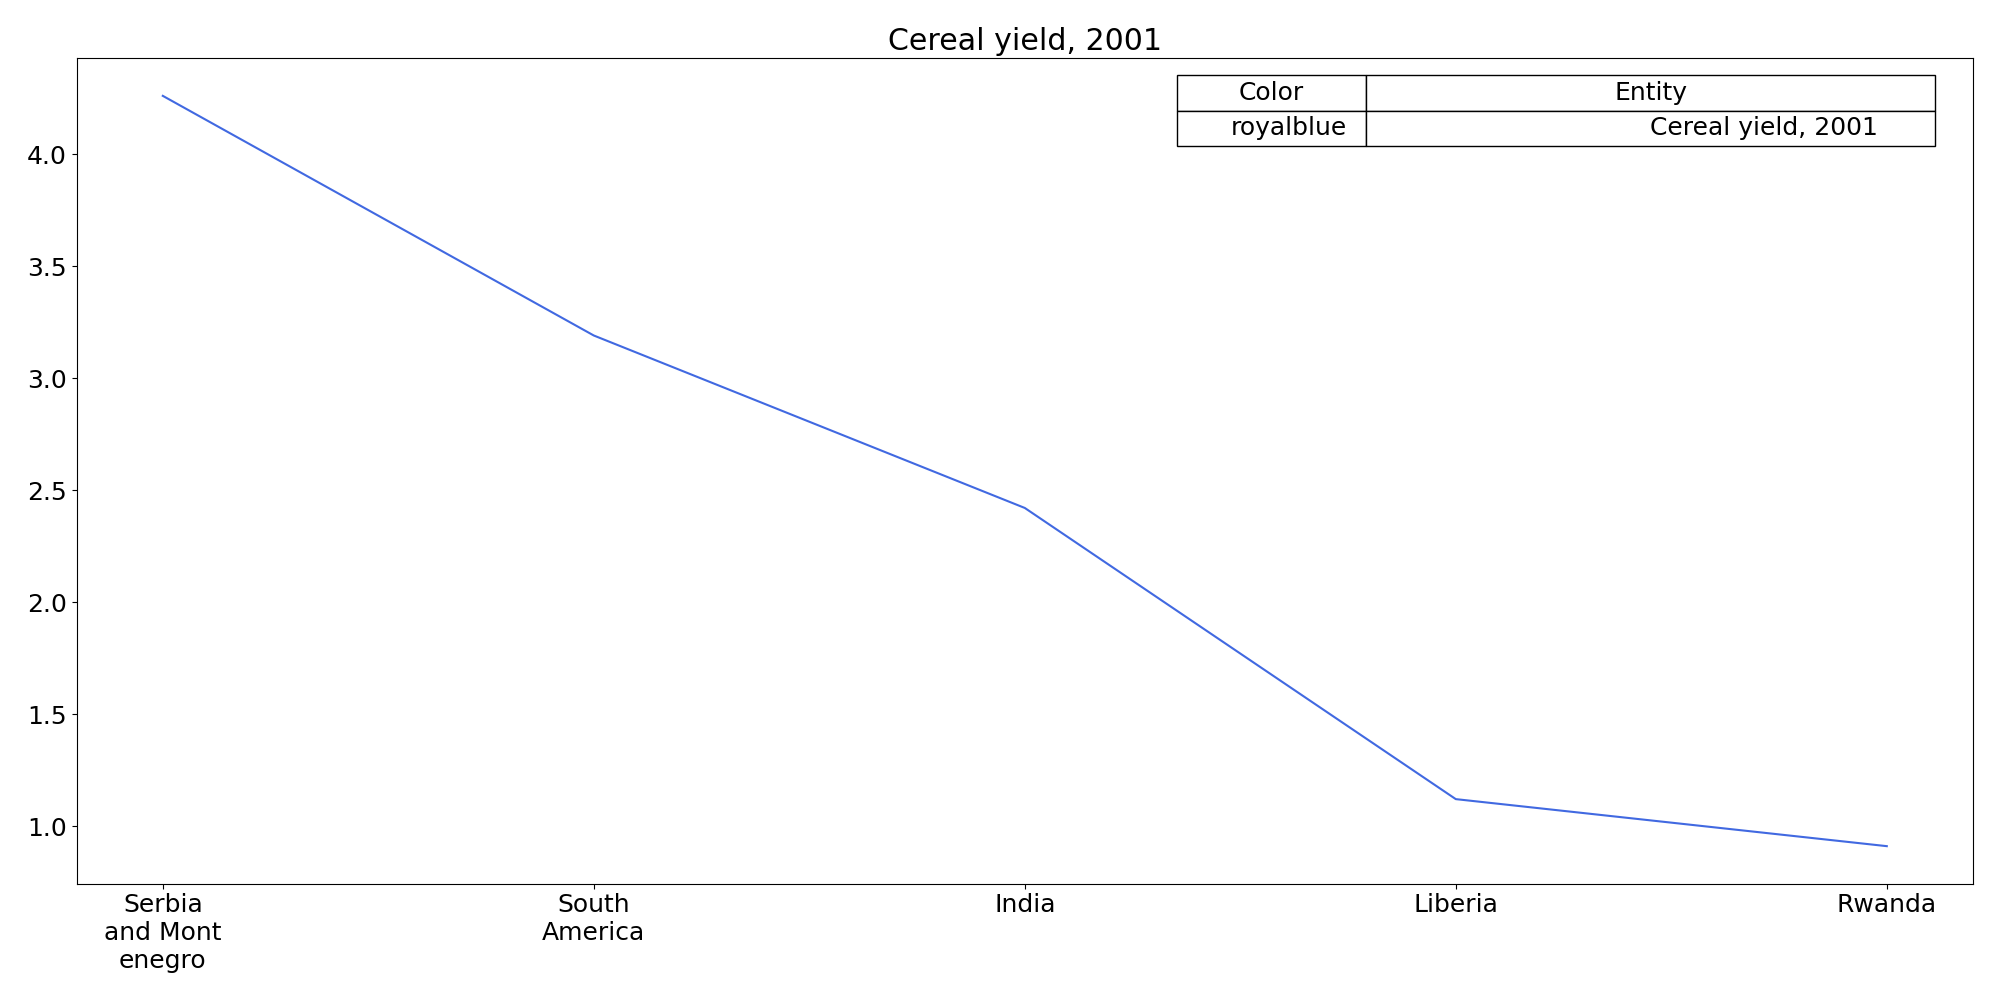 Cereal yield, 2001
Color Entity
royalblue Cereal yield, 2001
4.0
3.5
3.0
2.5
2.0
1.5
1.0
Serbia
and Mont
enegro
South
America
India
Liberia
Rwanda